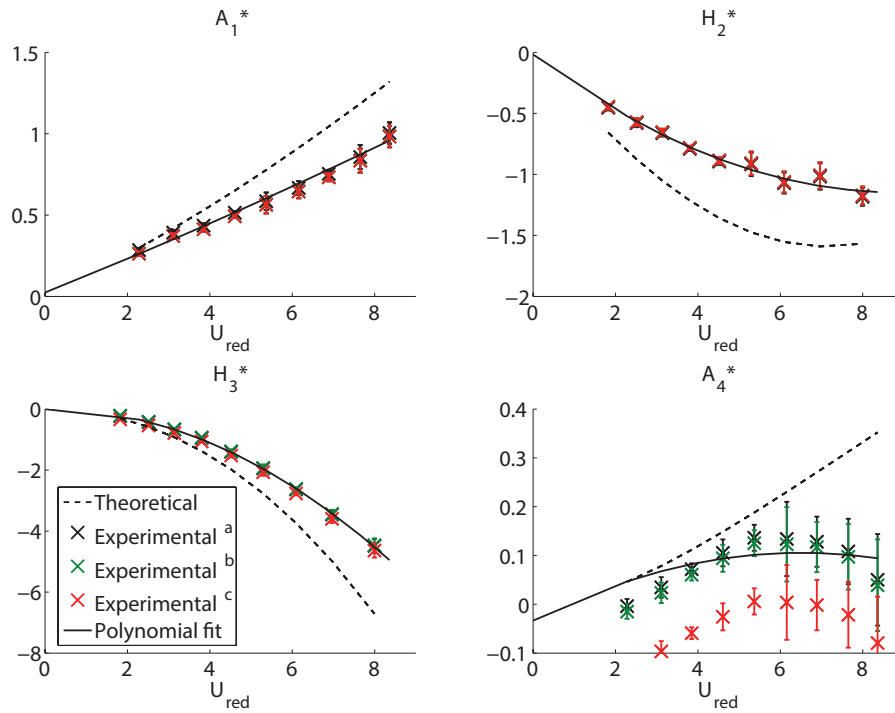 A1*
1.5
1
0.5
0
0 2 4 6 8
Ured
H2*
0
−0.5
−1
−1.5
−2
0 2 4 6 8
Ured
H3*
0
−2
−4
−6
−8
0 2 4 6 8
Ured
Theoretical
Experimental a
Experimental b
Experimental c
Polynomial fit
A4*
0.4
0.3
0.2
0.1
0
−0.1
0 2 4 6 8
Ured